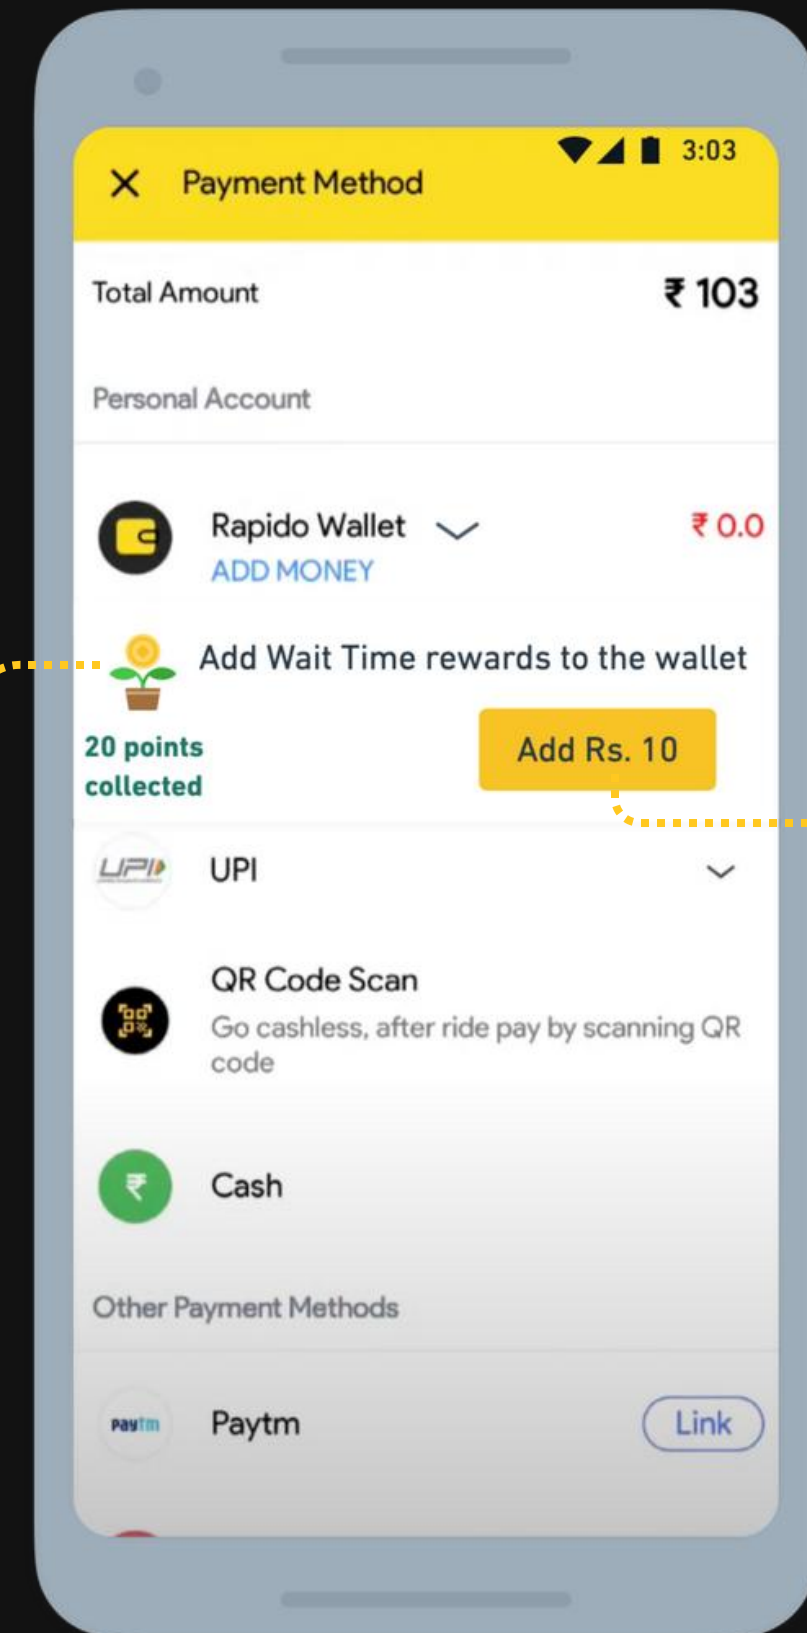 3:03
Payment Method
Total Amount
₹ 103
Personal Account
Rapido Wallet
₹ 0.0
ADD MONEY
Add Wait Time rewards to the wallet
20 points
collected
Add Rs. 10
UPI
UPI
QR Code Scan
Go cashless, after ride pay by scanning QR
code
₹
Cash
Other Payment Methods
Paytm
Paytm
Link